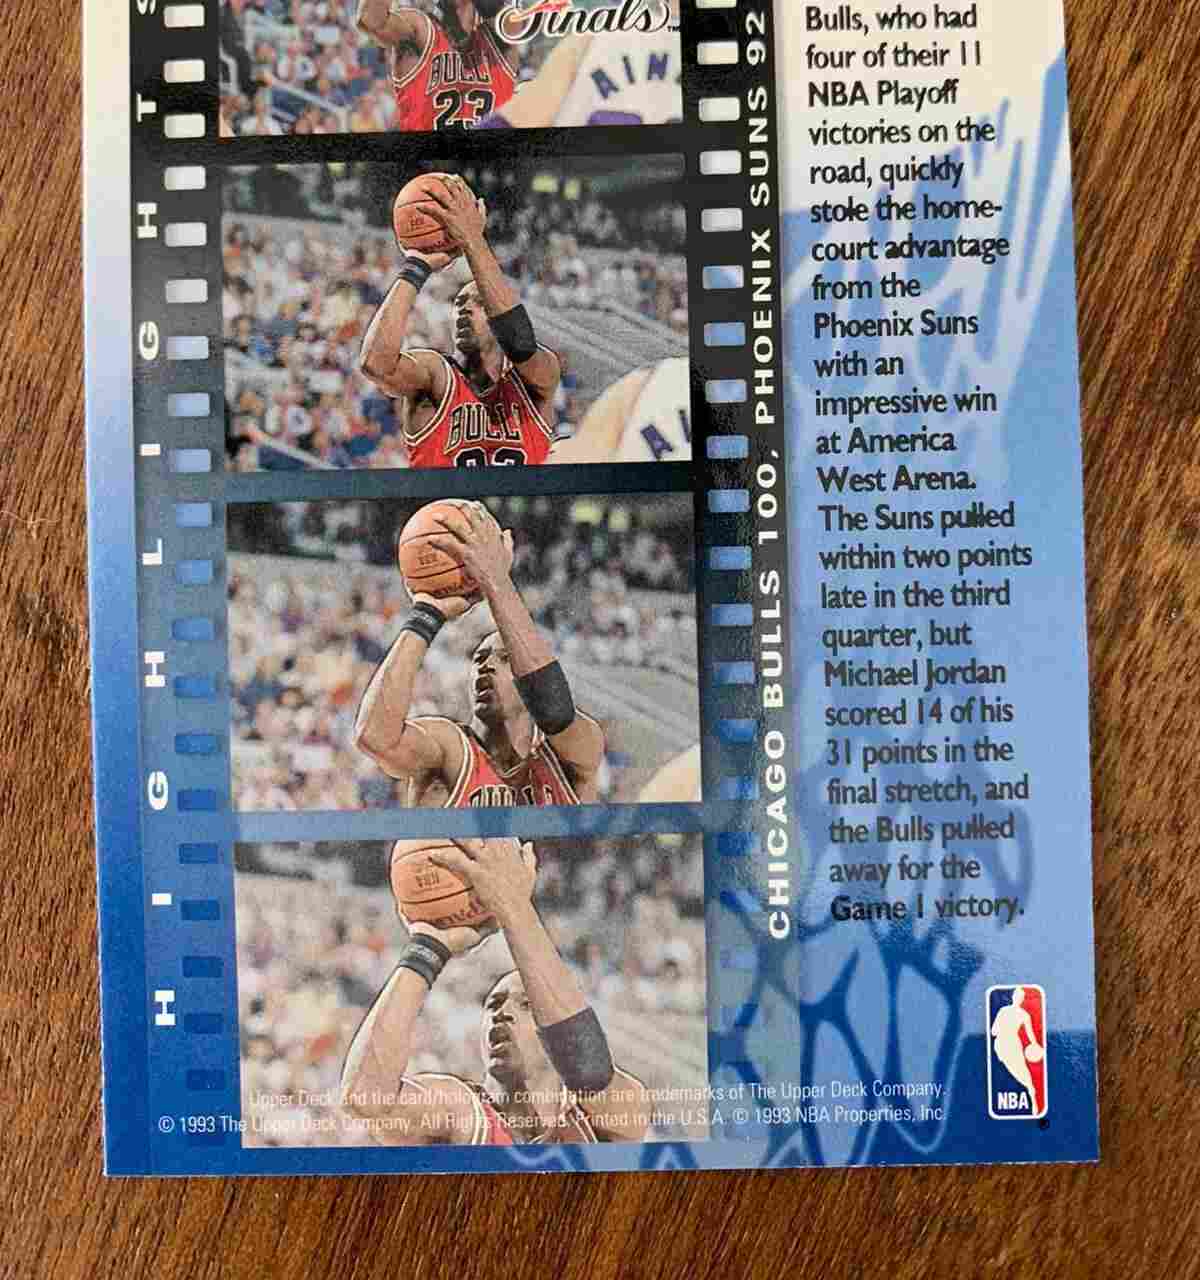 Finals™
BULL
23
AIN
BULL
23
A
HIGHLIGHTS
CHICAGO BULLS 100, PHOENIX SUNS 92
Bulls, who had
four of their 11
NBA Playoff
victories on the
road, quickly
stole the home-
court advantage
from the
Phoenix Suns
with an
impressive win
at America
West Arena.
The Suns pulled
within two points
late in the third
quarter, but
Michael Jordan
scored 14 of his
31 points in the
final stretch, and
the Bulls pulled
away for the
Game 1 victory.
NBA
Upper Deck and the card/hologram combination are trademarks of The Upper Deck Company.
© 1993 The Upper Deck Company. All Rights Reserved. Printed in the U.S.A. © 1993 NBA Properties, Inc.